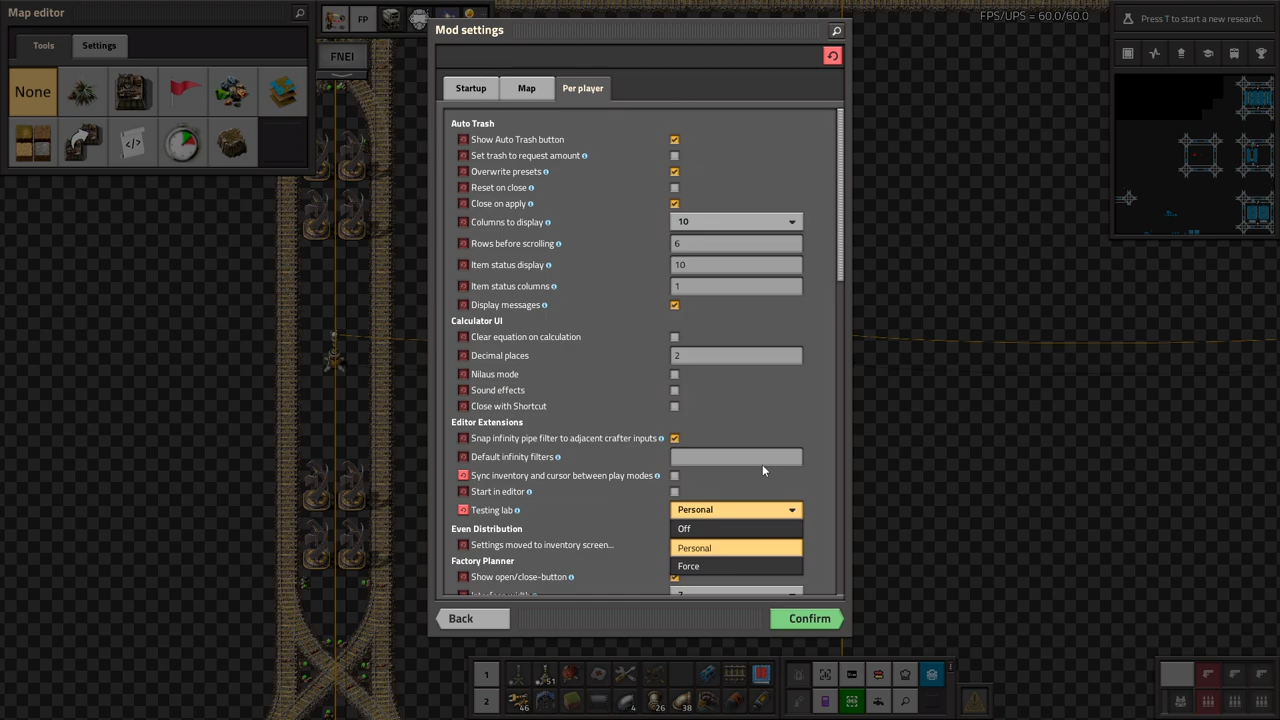 Map editor
FP
Mod settings
FPS/UPS = 60.0/60.0
Press T to start a new research.
Tools
Settings
FNEI
None
Startup
Map
Per player
Auto Trash
Show Auto Trash button
Set trash to request amount
Overwrite presets
Reset on close
Close on apply
Columns to display
10
Rows before scrolling
6
Item status display
10
Item status columns
1
Display messages
Calculator UI
Clear equation on calculation
Decimal places
2
Nilaus mode
Sound effects
Close with Shortcut
Editor Extensions
Snap infinity pipe filter to adjacent crafter inputs
Default infinity filters
Sync inventory and cursor between play modes
Start in editor
Testing lab
Personal
Off
Even Distribution
Personal
Settings moved to inventory screen...
Factory Planner
Force
Show open/close-button
Back
Confirm
1
51
2
46
4
26
38